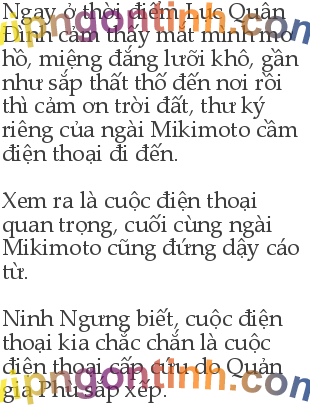 Ngay ở thời điểm Lục Quân
Đình cảm thấy mắt mình mơ
hồ, miệng đắng lưỡi khô, gần
như sắp thất thố đến nơi rồi
thì cảm ơn trời đất, thư ký
riêng của ngài Mikimoto cầm
điện thoại đi đến.
Xem ra là cuộc điện thoại
quan trọng, cuối cùng ngài
Mikimoto cũng đứng dậy cáo
từ.
Ninh Ngưng biết, cuộc điện
thoại kia chắc chắn là cuộc
điện thoại cấp cứu do Quản
gia Phù sắp xếp.
vipngontinh.com
vipngontinh.com